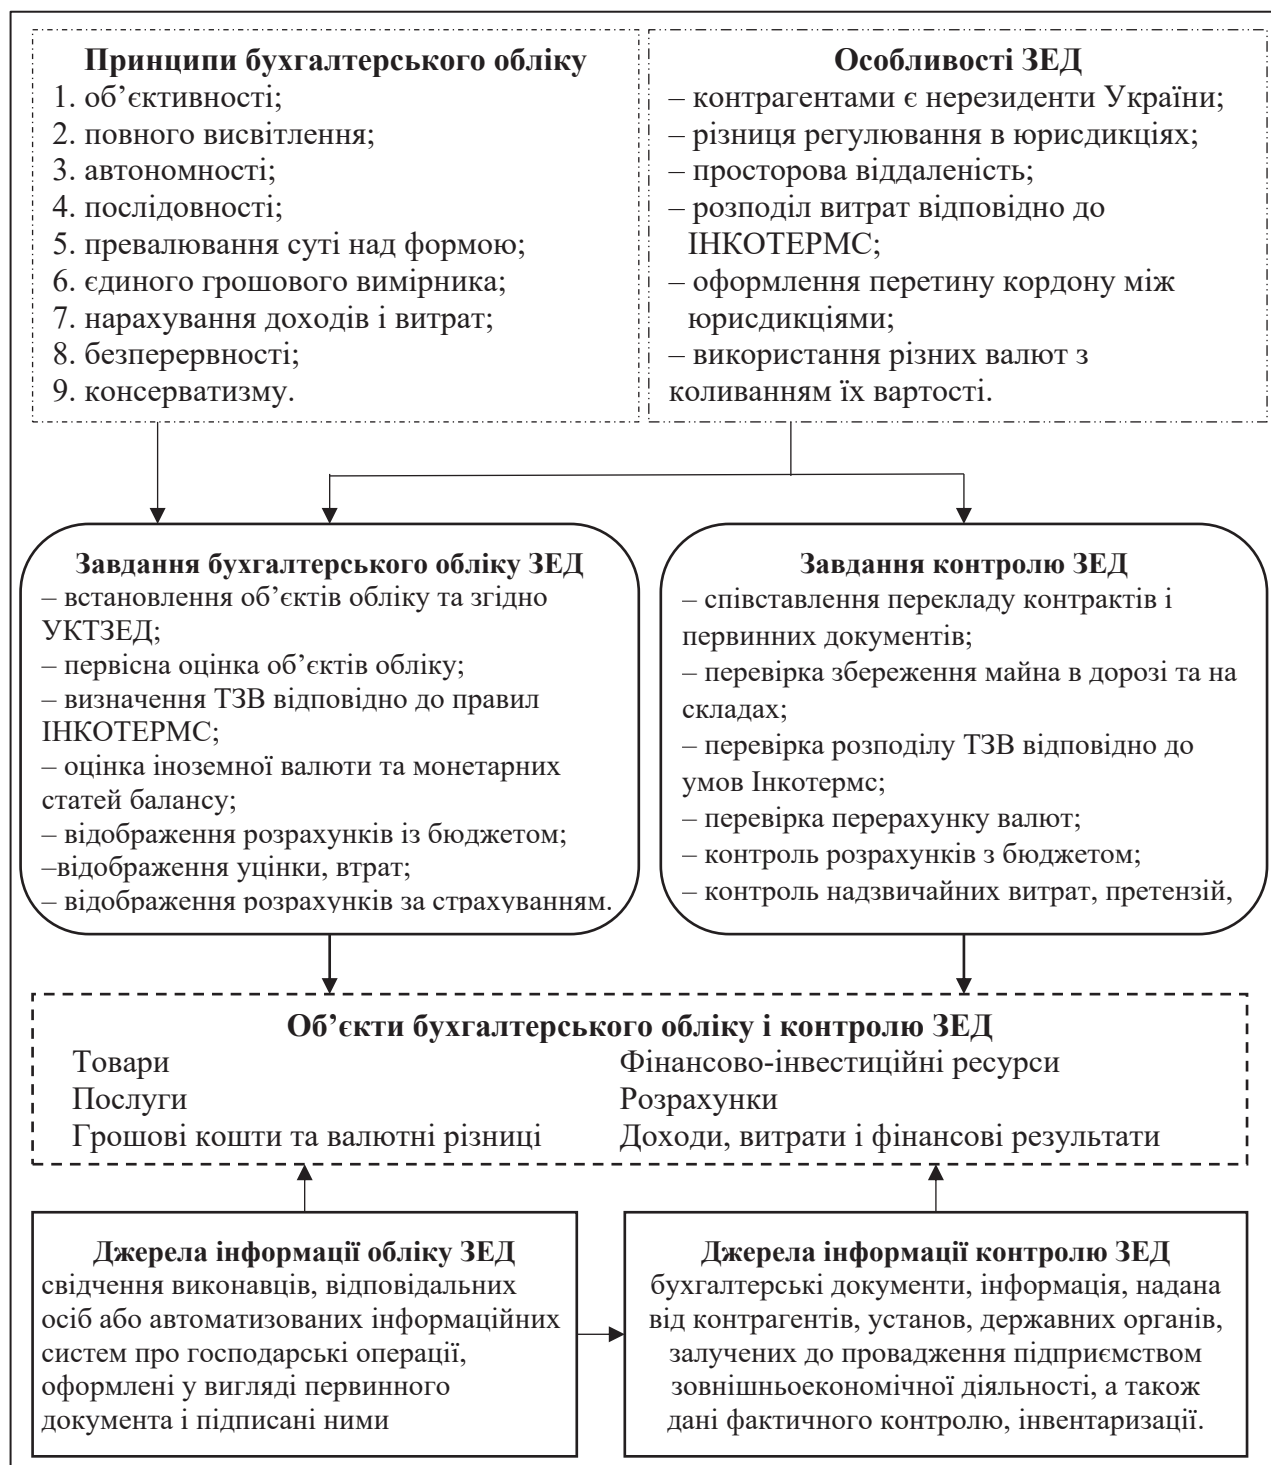 Принципи бухгалтерського обліку
1. об’єктивності;
2. повного висвітлення;
3. автономності;
4. послідовності;
5. превалювання суті над формою;
6. єдиного грошового вимірника;
7. нарахування доходів і витрат;
8. безперервності;
9. консерватизму.
Особливості ЗЕД
– контрагентами є нерезиденти України;
– різниця регулювання в юрисдикціях;
– просторова віддаленість;
– розподіл витрат відповідно до
ІНКОТЕРМС;
– оформлення перетину кордону між
юрисдикціями;
– використання різних валют з
коливанням їх вартості.
Завдання бухгалтерського обліку ЗЕД
– встановлення об’єктів обліку та згідно
УКТЗЕД;
– первісна оцінка об’єктів обліку;
– визначення ТЗВ відповідно до правил
ІНКОТЕРМС;
– оцінка іноземної валюти та монетарних
статей балансу;
– відображення розрахунків із бюджетом;
–відображення уцінки, втрат;
– відображення розрахунків за страхуванням.
Завдання контролю ЗЕД
– співставлення перекладу контрактів і
первинних документів;
– перевірка збереження майна в дорозі та на
складах;
– перевірка розподілу ТЗВ відповідно до
умов Інкотермс;
– перевірка перерахунку валют;
– контроль розрахунків з бюджетом;
– контроль надзвичайних витрат, претензій,
Об’єкти бухгалтерського обліку і контролю ЗЕД
Товари
Послуги
Грошові кошти та валютні різниці
Фінансово-інвестиційні ресурси
Розрахунки
Доходи, витрати і фінансові результати
Джерела інформації обліку ЗЕД
свідчення виконавців, відповідальних
осіб або автоматизованих інформаційних
систем про господарські операції,
оформлені у вигляді первинного
документа і підписані ними
Джерела інформації контролю ЗЕД
бухгалтерські документи, інформація, надана
від контрагентів, установ, державних органів,
залучених до провадження підприємством
зовнішньоекономічної діяльності, а також
дані фактичного контролю, інвентаризації.